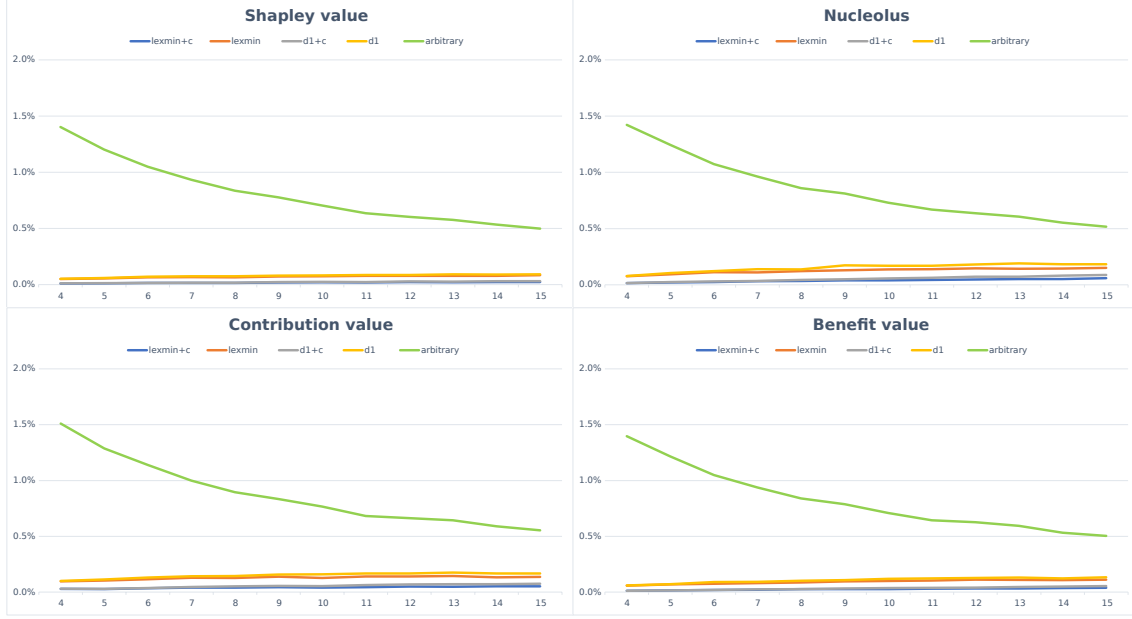 Shapley value
lexmin+c lexmin d1+c d1 arbitrary
2.0%
1.5%
1.0%
0.5%
0.0%
4 5 6 7 8 9 10 11 12 13 14 15
Nucleolus
lexmin+c lexmin d1+c d1 arbitrary
2.0%
1.5%
1.0%
0.5%
0.0%
4 5 6 7 8 9 10 11 12 13 14 15
Contribution value
lexmin+c lexmin d1+c d1 arbitrary
2.0%
1.5%
1.0%
0.5%
0.0%
4 5 6 7 8 9 10 11 12 13 14 15
Benefit value
lexmin+c lexmin d1+c d1 arbitrary
2.0%
1.5%
1.0%
0.5%
0.0%
4 5 6 7 8 9 10 11 12 13 14 15